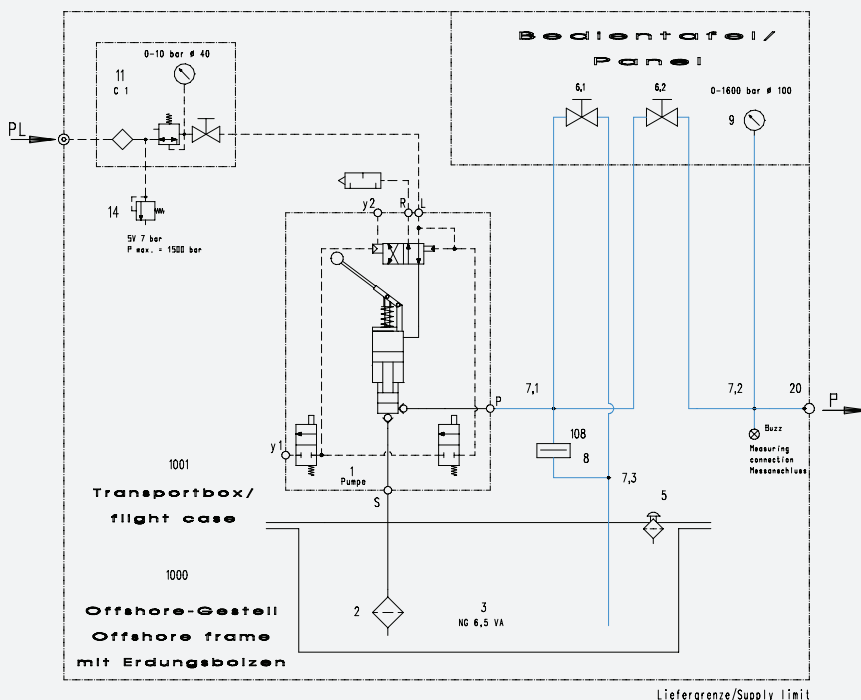 Bedientafel/
Panel
0-10 bar ø 40
11
C 1
6,1
6,2
0-1600 bar ø 100
9
PL
14
SV 7 bar
P max. = 1500 bar
y2
R
L
P
7,1
7,2
20
P
Buzz
Measuring
connection
Messanschluss
108
8
7,3
y1
1
Pumpe
S
5
1001
Transportbox/
flight case
1000
Offshore-Gestell
Offshore frame
mit Erdungsbolzen
2
3
NG 6,5 VA
Liefergrenze/Supply limit